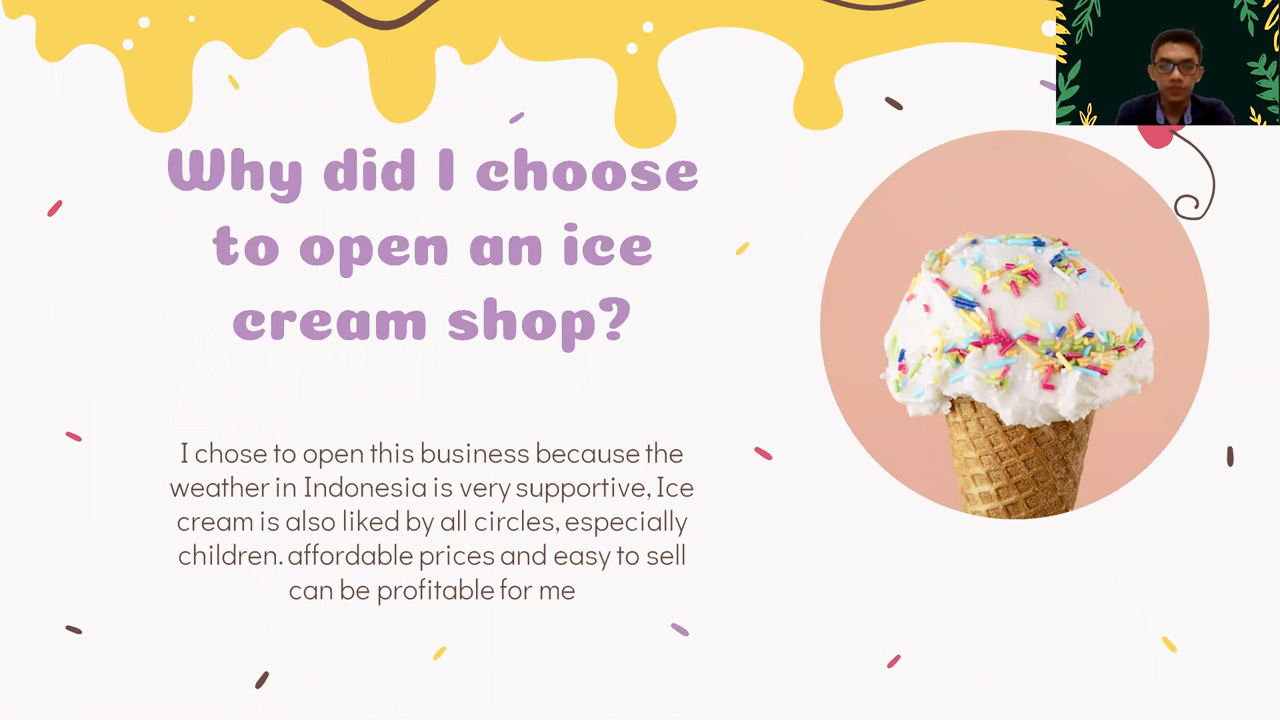 Why did I choose
to open an ice
cream shop?
I chose to open this business because the
weather in Indonesia is very supportive, Ice
cream is also liked by all circles, especially
children. affordable prices and easy to sell
can be profitable for me